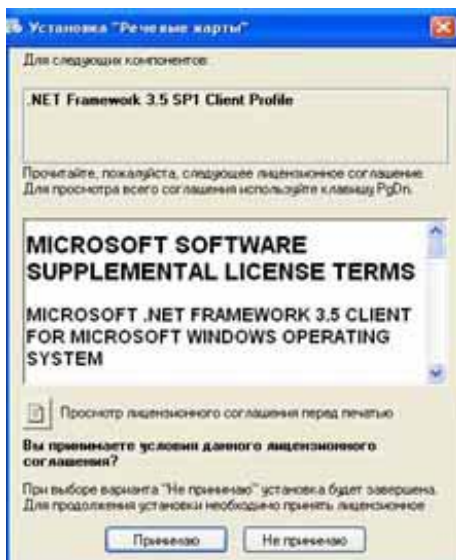 Установка "Речевые карты"
Для следующих компонентов:
.NET Framework 3.5 SP1 Client Profile
Прочитайте, пожалуйста, следующее лицензионное соглашение.
Для просмотра всего соглашения используйте клавишу PgDn.
MICROSOFT SOFTWARE
SUPPLEMENTAL LICENSE TERMS
MICROSOFT .NET FRAMEWORK 3.5 CLIENT
FOR MICROSOFT WINDOWS OPERATING
SYSTEM
Просмотр лицензионного соглашения перед печатью
Вы принимаете условия данного лицензионного
соглашения?
При выборе варианта "Не принимаю" установка будет завершена.
Для продолжения установки необходимо принять лицензионное
Принимаю
Не принимаю